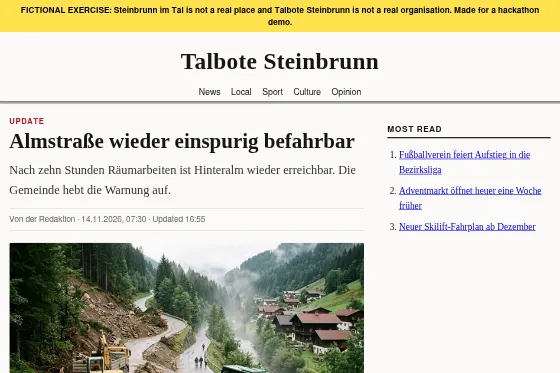 FICTIONAL EXERCISE: Steinbrunn im Tal is not a real place and Talbote Steinbrunn is not a real organisation. Made for a hackathon
demo.
Talbote Steinbrunn
News Local Sport Culture Opinion
UPDATE
Almstraße wieder einspurig befahrbar
Nach zehn Stunden Räumarbeiten ist Hinteralm wieder erreichbar. Die
Gemeinde hebt die Warnung auf.
Von der Redaktion · 14.11.2026, 07:30 · Updated 16:55
MOST READ
1. Fußballverein feiert Aufstieg in die
Bezirksliga
2. Adventmarkt öffnet heuer eine Woche
früher
3. Neuer Skilift-Fahrplan ab Dezember